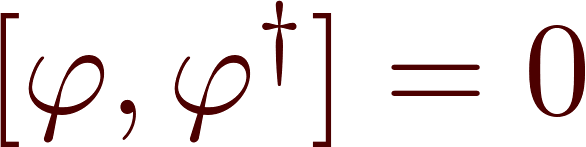 [φ, φ†] = 0